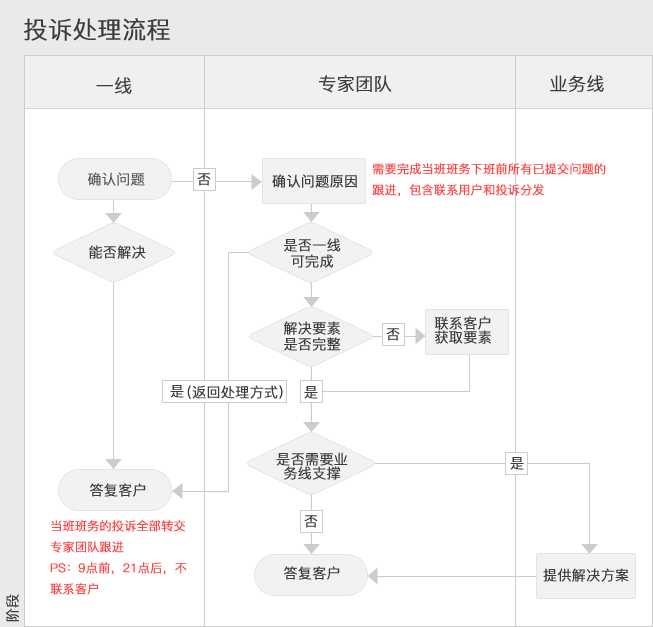 投诉处理流程
一线
专家团队
业务线
确认问题
否
确认问题原因
需要完成当班班务下班前所有已提交问题的
跟进，包含联系用户和投诉分发
能否解决
是否一线
可完成
解决要素
是否完整
否
联系客户
获取要素
是(返回处理方式)
是
是否需要业
务线支撑
是
答复客户
否
当班班务的投诉全部转交
专家团队跟进
PS：9点前，21点后，不
联系客户
答复客户
提供解决方案
阶段